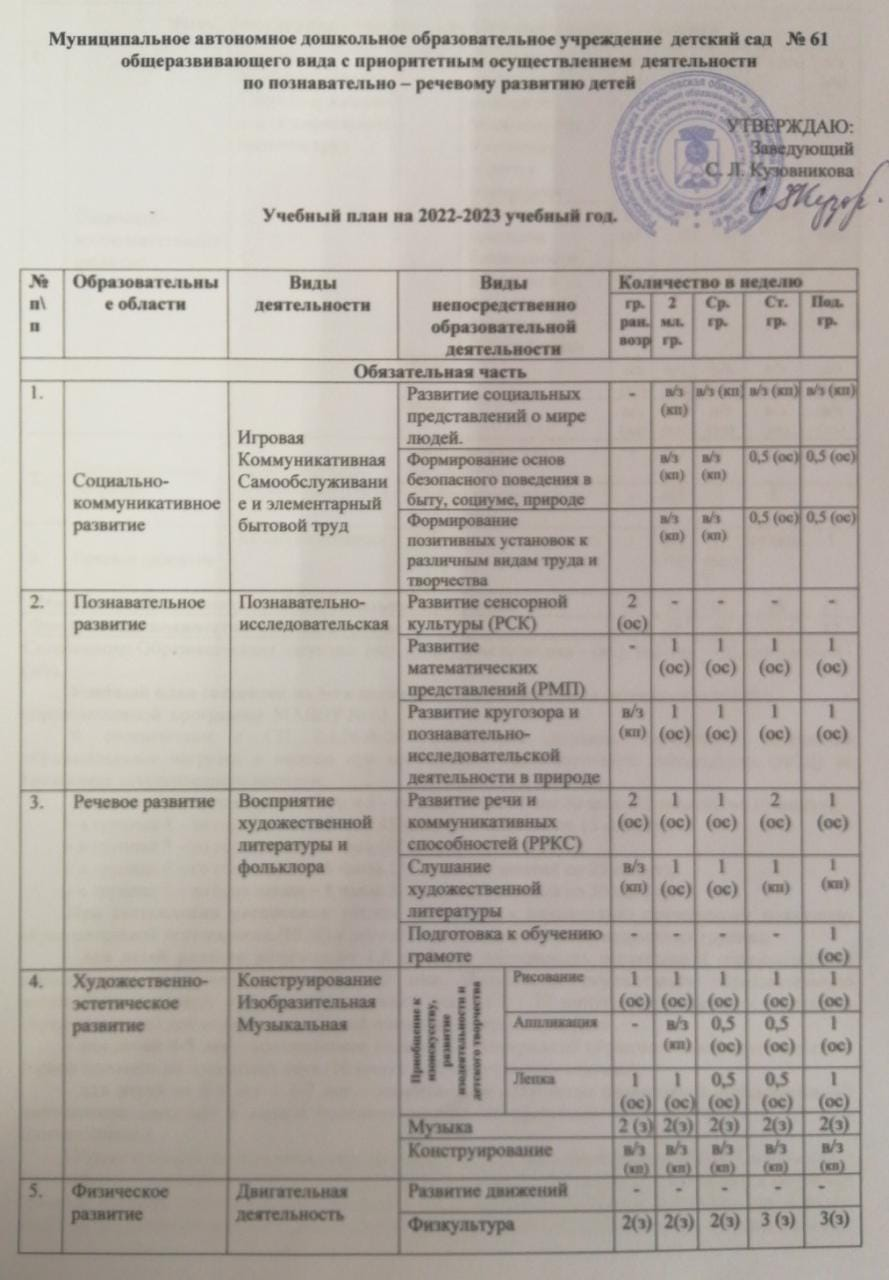 Муниципальное автономное дошкольное образовательное учреждение детский сад № 61
общеразвивающего вида с приоритетным осуществлением деятельности
по познавательно – речевому развитию детей
УТВЕРЖДАЮ:
Заведующий
С. Л. Кузовникова
Учебный план на 2022-2023 учебный год.
№ п\п Образовательны е области Виды деятельности Виды непосредственно образовательной деятельности Количество в неделю
гр. ран. возр 2 мл. гр. Ср. гр. Ст. гр. Под. гр.
Обязательная часть
1. Социально-коммуникативное развитие
Игровая
Коммуникативная
Самообслуживани
е и элементарный
бытовой труд
Развитие социальных представлений о мире людей. - в/з (кп) в/з (кп) в/з (кп) в/з (кп)
Формирование основ безопасного поведения в быту, социуме, природе в/з (кп) в/з (кп) 0,5 (ос) 0,5 (ос)
Формирование позитивных установок к различным видам труда и творчества в/з (кп) в/з (кп) 0,5 (ос) 0,5 (ос)
2. Познавательное развитие
Познавательно-исследовательская
Развитие сенсорной культуры (РСК) 2 (ос) - - - -
Развитие математических представлений (РМП) - 1 (ос) 1 (ос) 1 (ос) 1 (ос)
Развитие кругозора и познавательно-исследовательской деятельности в природе в/з (кп) 1 (ос) 1 (ос) 1 (ос) 1 (ос)
3. Речевое развитие
Восприятие художественной литературы и фольклора
Развитие речи и коммуникативных способностей (РРКС) 2 (ос) 1 (ос) 1 (ос) 2 (ос) 1 (ос)
Слушание художественной литературы в/з (кп) 1 (ос) 1 (ос) 1 (кп) 1 (кп)
Подготовка к обучению грамоте - - - - 1 (ос)
4. Художественно-эстетическое развитие
Конструирование
Изобразительная
Музыкальная
Приобщение к изоискусству, развитие изодеятельности и детского творчества
Рисование 1 (ос) 1 (ос) 1 (ос) 1 (ос) 1 (ос)
Аппликация - в/з (кп) 0,5 (ос) 0,5 (ос) 1 (ос)
Лепка 1 (ос) 1 (ос) 0,5 (ос) 0,5 (ос) 1 (ос)
Музыка 2 (з) 2(з) 2(з) 2(з) 2(з)
Конструирование в/з (кп) в/з (кп) в/з (кп) в/з (кп) в/з (кп)
5. Физическое развитие
Двигательная деятельность
Развитие движений - - - - -
Физкультура 2(з) 2(з) 2(з) 3 (з) 3(з)